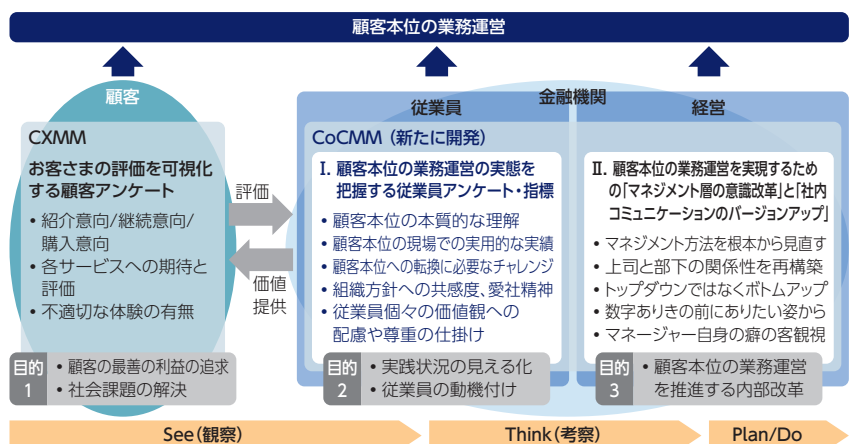 顧客本位の業務運営
顧客
CXMM
お客さまの評価を可視化
する顧客アンケート
• 紹介意向/継続意向/
購入意向
• 各サービスへの期待と
評価
• 不適切な体験の有無
目的
1
• 顧客の最善の利益の追求
• 社会課題の解決
評価
価値
提供
金融機関
従業員
CoCMM（新たに開発）
I. 顧客本位の業務運営の実態を
把握する従業員アンケート・指標
• 顧客本位の本質的な理解
• 顧客本位の現場での実用的な実績
• 顧客本位への転換に必要なチャレンジ
• 組織方針への共感度、愛社精神
• 従業員個々の価値観への
配慮や尊重の仕掛け
目的
2
• 実践状況の見える化
• 従業員の動機付け
経営
II. 顧客本位の業務運営を実現するため
の「マネジメント層の意識改革」と「社内
コミュニケーションのバージョンアップ」
• マネジメント方法を根本から見直す
• 上司と部下の関係性を再構築
• トップダウンではなくボトムアップ
• 数字ありきの前にありたい姿から
• マネージャー自身の癖の客観視
目的
3
• 顧客本位の業務運営
を推進する内部改革
See（観察）
Think（考察）
Plan/Do